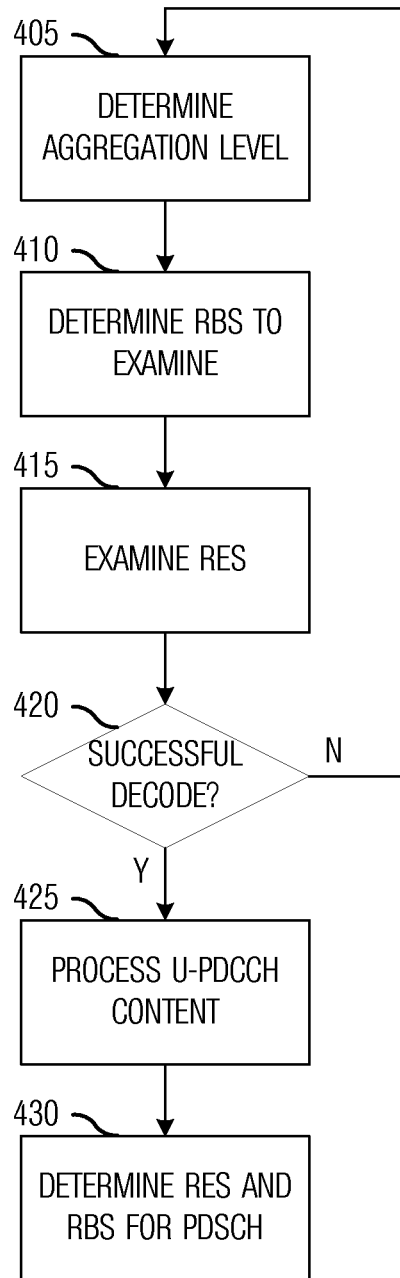 405
DETERMINE
AGGREGATION LEVEL
410
DETERMINE RBS TO
EXAMINE
415
EXAMINE RES
420
SUCCESSFUL
DECODE?
N
Y
425
PROCESS U-PDCCH
CONTENT
430
DETERMINE RES AND
RBS FOR PDSCH